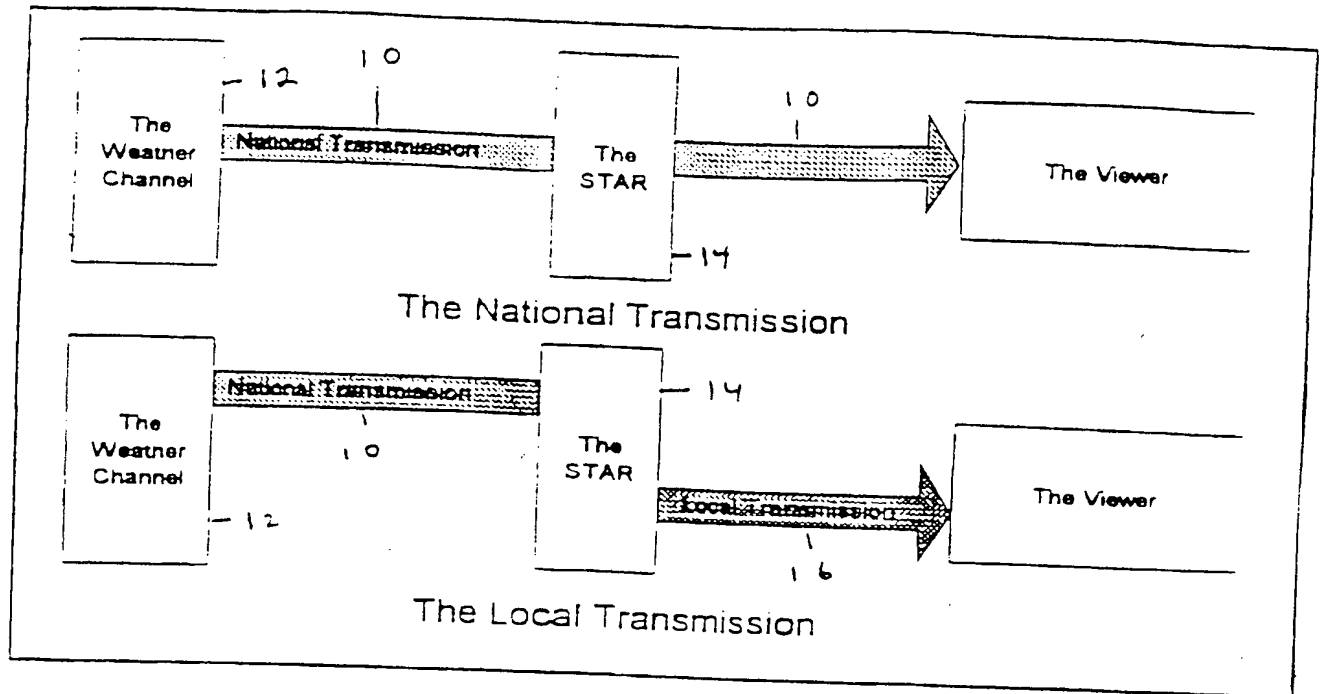 12
10
10
The
Weather
Channel
National Transmission
The
STAR
The Viewer
14
The National Transmission
The
Weather
Channel
National Transmission
10
12
The
STAR
14
Local Transmission
16
The Viewer
The Local Transmission